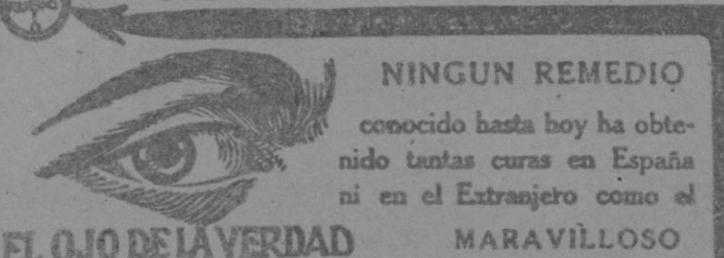 NINGUN REMEDIO
conocido hasta hoy ha obte-
nido tantas curas en España
ni en el Extranjero como el
MARAVILLOSO
EL OJO DE LA VERDAD